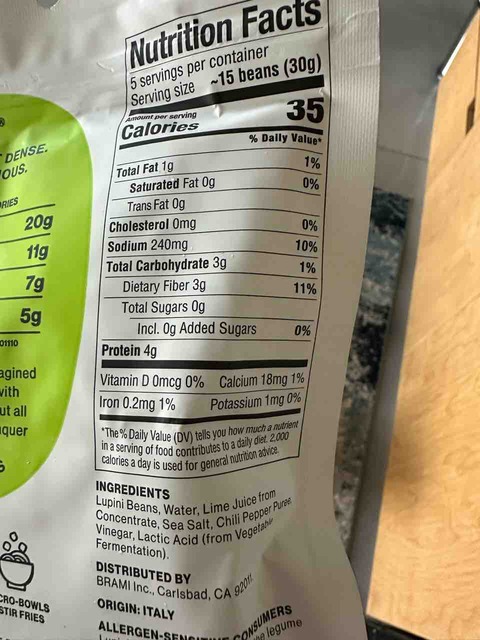 Nutrition Facts
5 servings per container
Serving size ~15 beans (30g)
Amount per serving
Calories 35
% Daily Value*
Total Fat 1g 1%
Saturated Fat 0g 0%
Trans Fat 0g
Cholesterol 0mg 0%
Sodium 240mg 10%
Total Carbohydrate 3g 1%
Dietary Fiber 3g 11%
Total Sugars 0g
Incl. 0g Added Sugars 0%
Protein 4g
Vitamin D 0mcg 0% Calcium 18mg 1%
Iron 0.2mg 1% Potassium 1mg 0%
*The % Daily Value (DV) tells you how much a nutrient
in a serving of food contributes to a daily diet. 2,000
calories a day is used for general nutrition advice.
INGREDIENTS
Lupini Beans, Water, Lime Juice from
Concentrate, Sea Salt, Chili Pepper Puree,
Vinegar, Lactic Acid (from Vegetable
Fermentation).
DISTRIBUTED BY
BRAMI Inc., Carlsbad, CA 92011
ORIGIN: ITALY
CONSUMERS
legume
®
DENSE.
OUS.
RIES
20g
11g
7g
5g
01110
agined
with
ut all
nquer
CRO-BOWLS
STIR FRIES